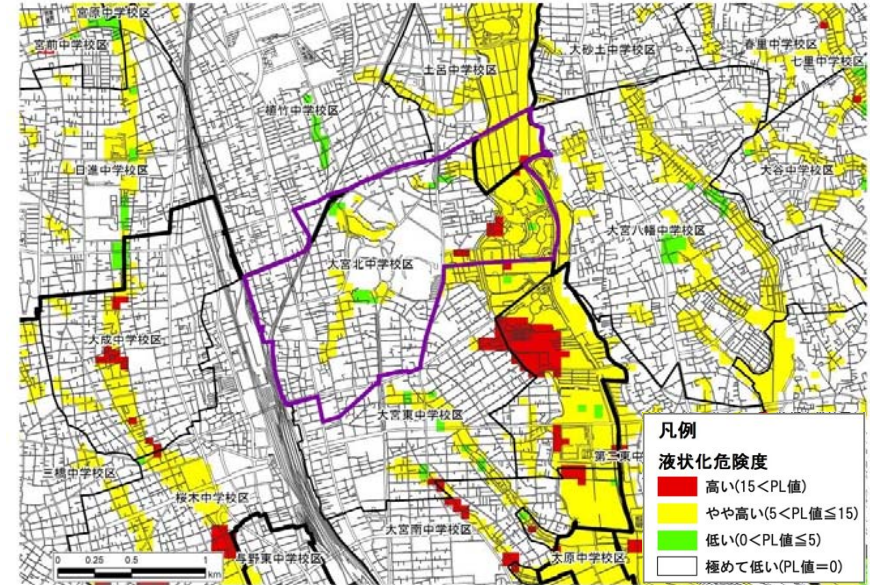 宮原中学校区
宮前中学校区
大砂土中学校区
春里中学校区
七里中学校区
土呂中学校区
植竹中学校区
日進中学校区
大谷中学校区
大宮八幡中学校区
大宮北中学校区
大成中学校区
大宮東中学校区
第二東中
三橋中学校区
桜木中学校区
大宮南中学校区
与野東中学校区
大原中学校区
凡例
液状化危険度
高い(15<PL値)
やや高い(5<PL値≦15)
低い(0<PL値≦5)
極めて低い(PL値=0)
0 0.25 0.5 1
km